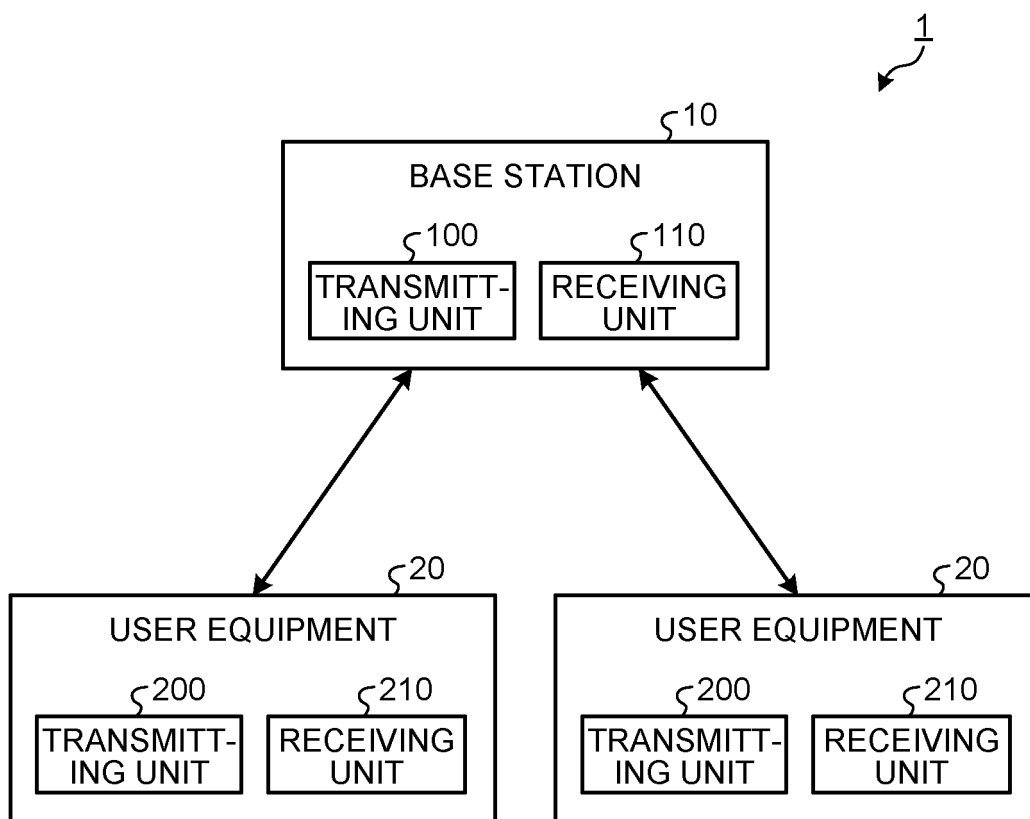 1
10
BASE STATION
100
110
TRANSMITT-
ING UNIT
RECEIVING
UNIT
20
USER EQUIPMENT
200
210
TRANSMITT-
ING UNIT
RECEIVING
UNIT
20
USER EQUIPMENT
200
210
TRANSMITT-
ING UNIT
RECEIVING
UNIT